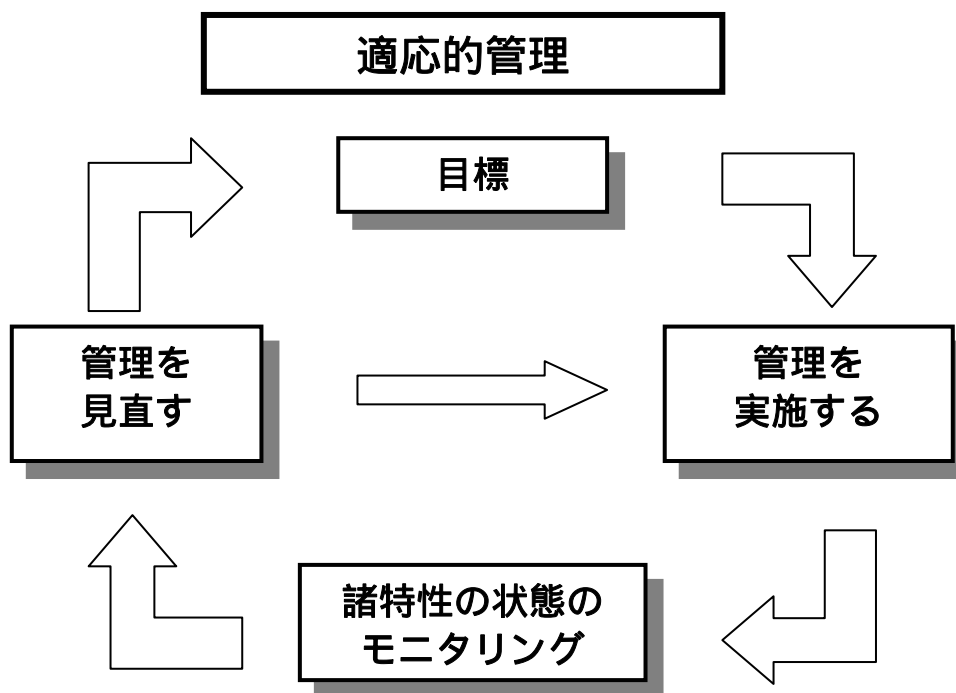 適応的管理
目標
管理を
見直す
管理を
実施する
諸特性の状態の
モニタリング